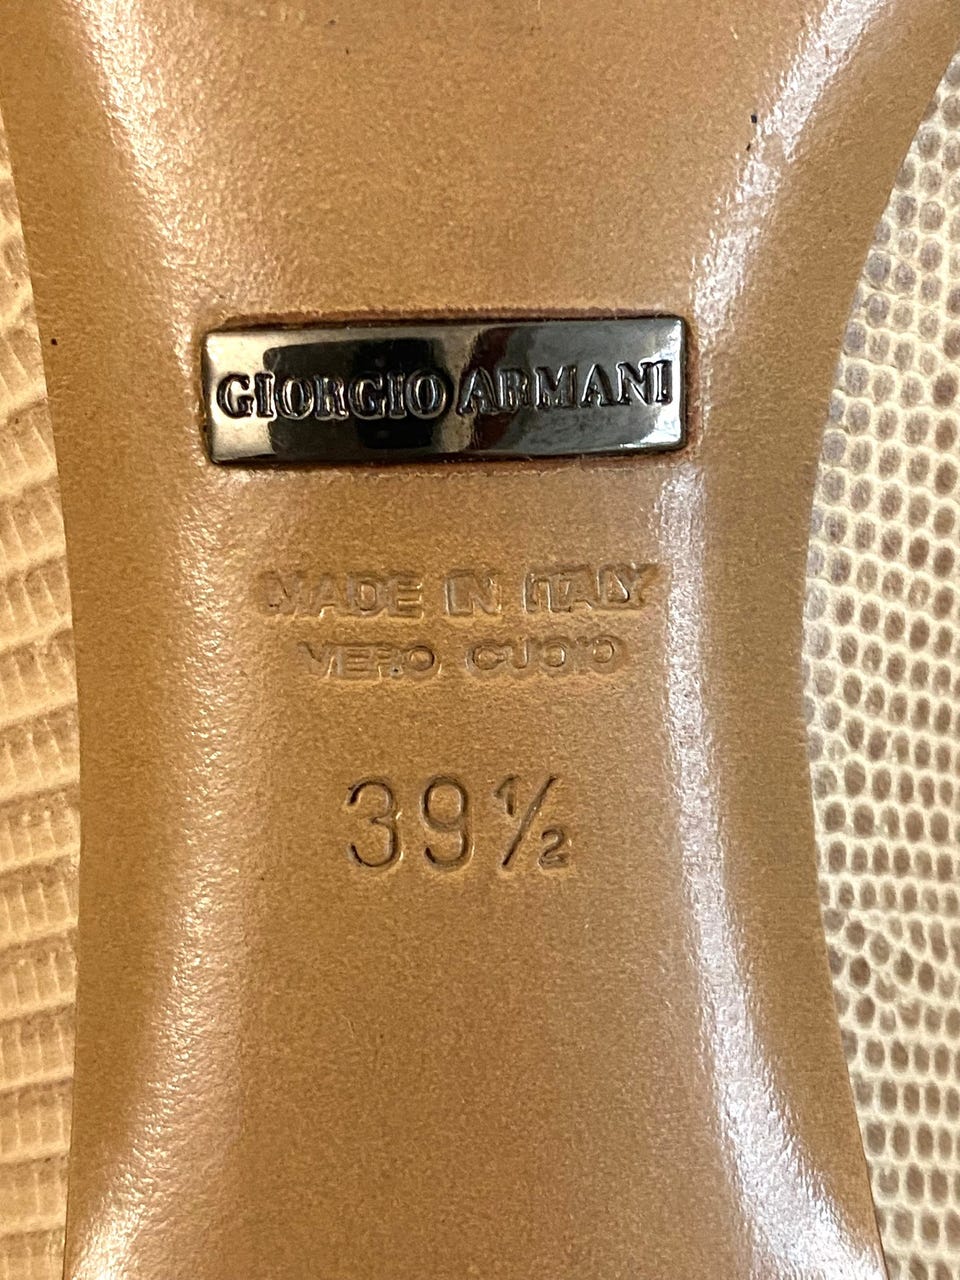 GIORGIO ARMANI
MADE IN ITALY
VERO CUOIO
39½